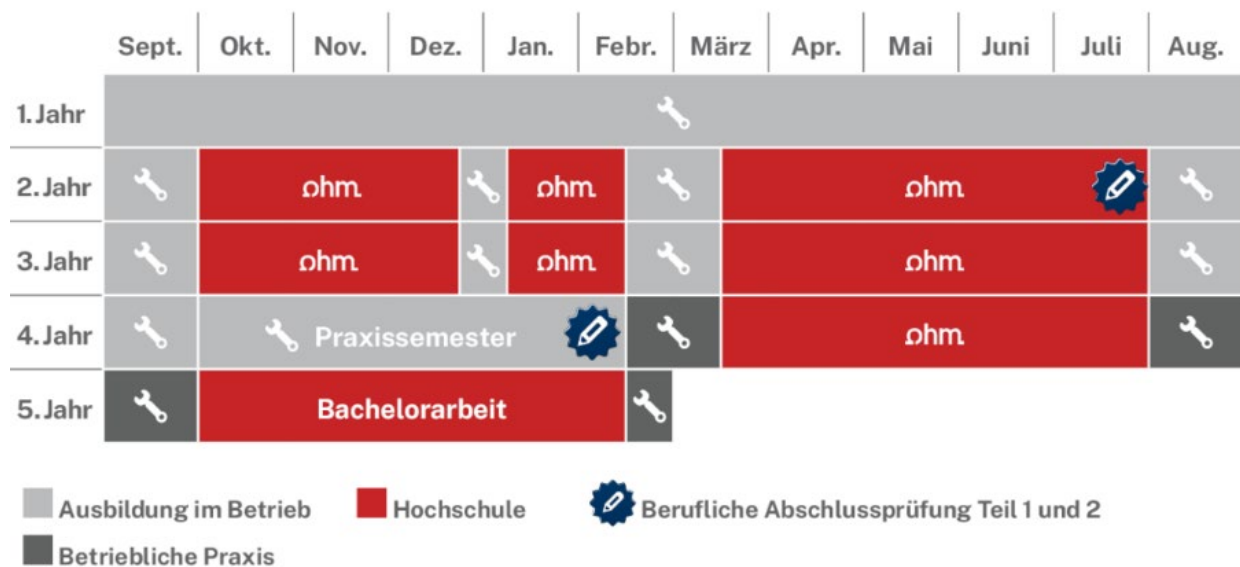 Sept. Okt. Nov. Dez. Jan. Febr. März Apr. Mai Juni Juli Aug.
1. Jahr
2. Jahr ohm ohm ohm
3. Jahr ohm ohm ohm
4. Jahr Praxissemester ohm
5. Jahr Bachelorarbeit
Ausbildung im Betrieb Hochschule Berufliche Abschlussprüfung Teil 1 und 2
Betriebliche Praxis